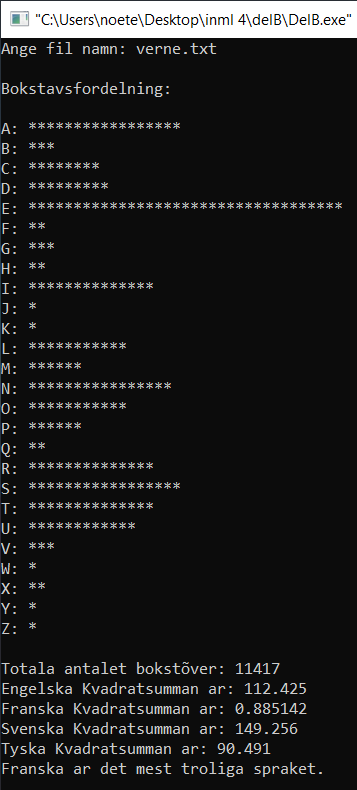 "C:\Users\noete\Desktop\inml 4\delB\DelB.exe"
Ange fil namn: verne.txt
Bokstavsfordelning:
A: *****************
B: ***
C: ********
D: *********
E: ***********************************
F: **
G: ***
H: **
I: **************
J: *
K: *
L: ***********
M: ******
N: ****************
O: ***********
P: ******
Q: **
R: **************
S: *****************
T: **************
U: ************
V: ***
W: *
X: **
Y: *
Z: *
Totala antalet bokstõver: 11417
Engelska Kvadratsumman ar: 112.425
Franska Kvadratsumman ar: 0.885142
Svenska Kvadratsumman ar: 149.256
Tyska Kvadratsumman ar: 90.491
Franska ar det mest troliga spraket.